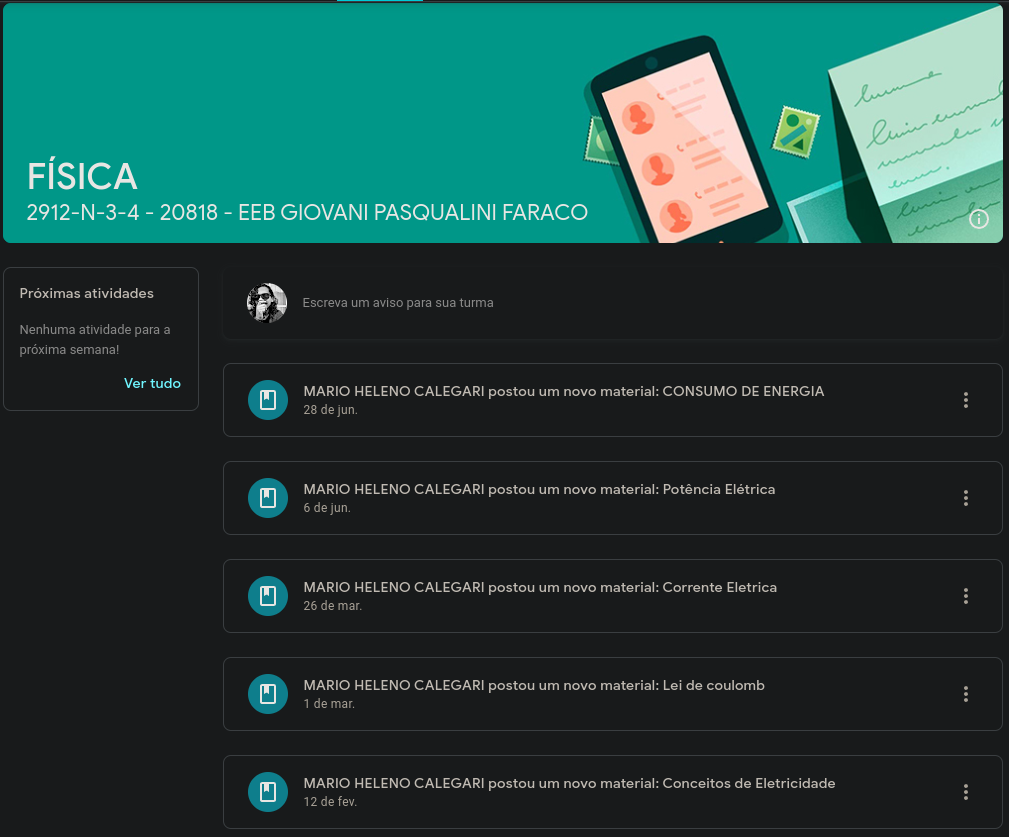 FÍSICA
2912-N-3-4 - 20818 - EEB GIOVANI PASQUALINI FARACO
Próximas atividades
Nenhuma atividade para a
próxima semana!
Ver tudo
Escreva um aviso para sua turma
MARIO HELENO CALEGARI postou um novo material: CONSUMO DE ENERGIA
28 de jun.
MARIO HELENO CALEGARI postou um novo material: Potência Elétrica
6 de jun.
MARIO HELENO CALEGARI postou um novo material: Corrente Eletrica
26 de mar.
MARIO HELENO CALEGARI postou um novo material: Lei de coulomb
1 de mar.
MARIO HELENO CALEGARI postou um novo material: Conceitos de Eletricidade
12 de fev.